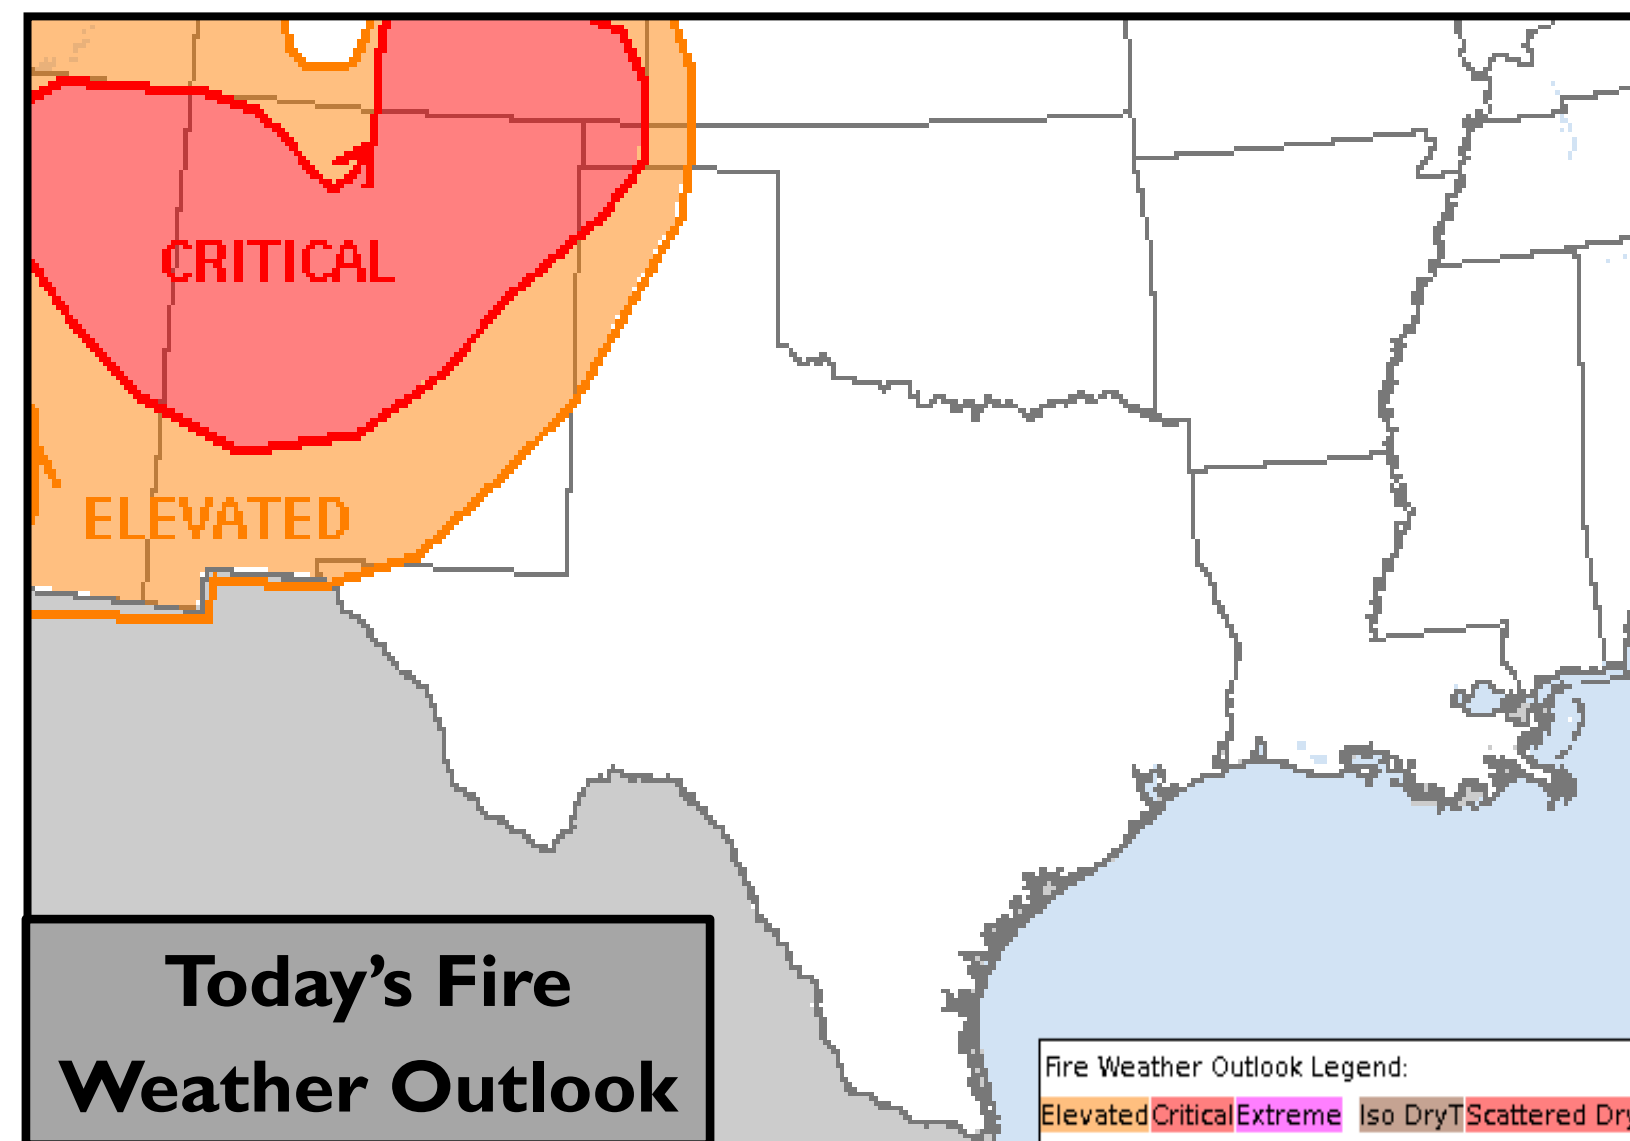 CRITICAL
ELEVATED
Today’s Fire
Weather Outlook
Fire Weather Outlook Legend:
Elevated Critical Extreme Iso DryT Scattered Dry